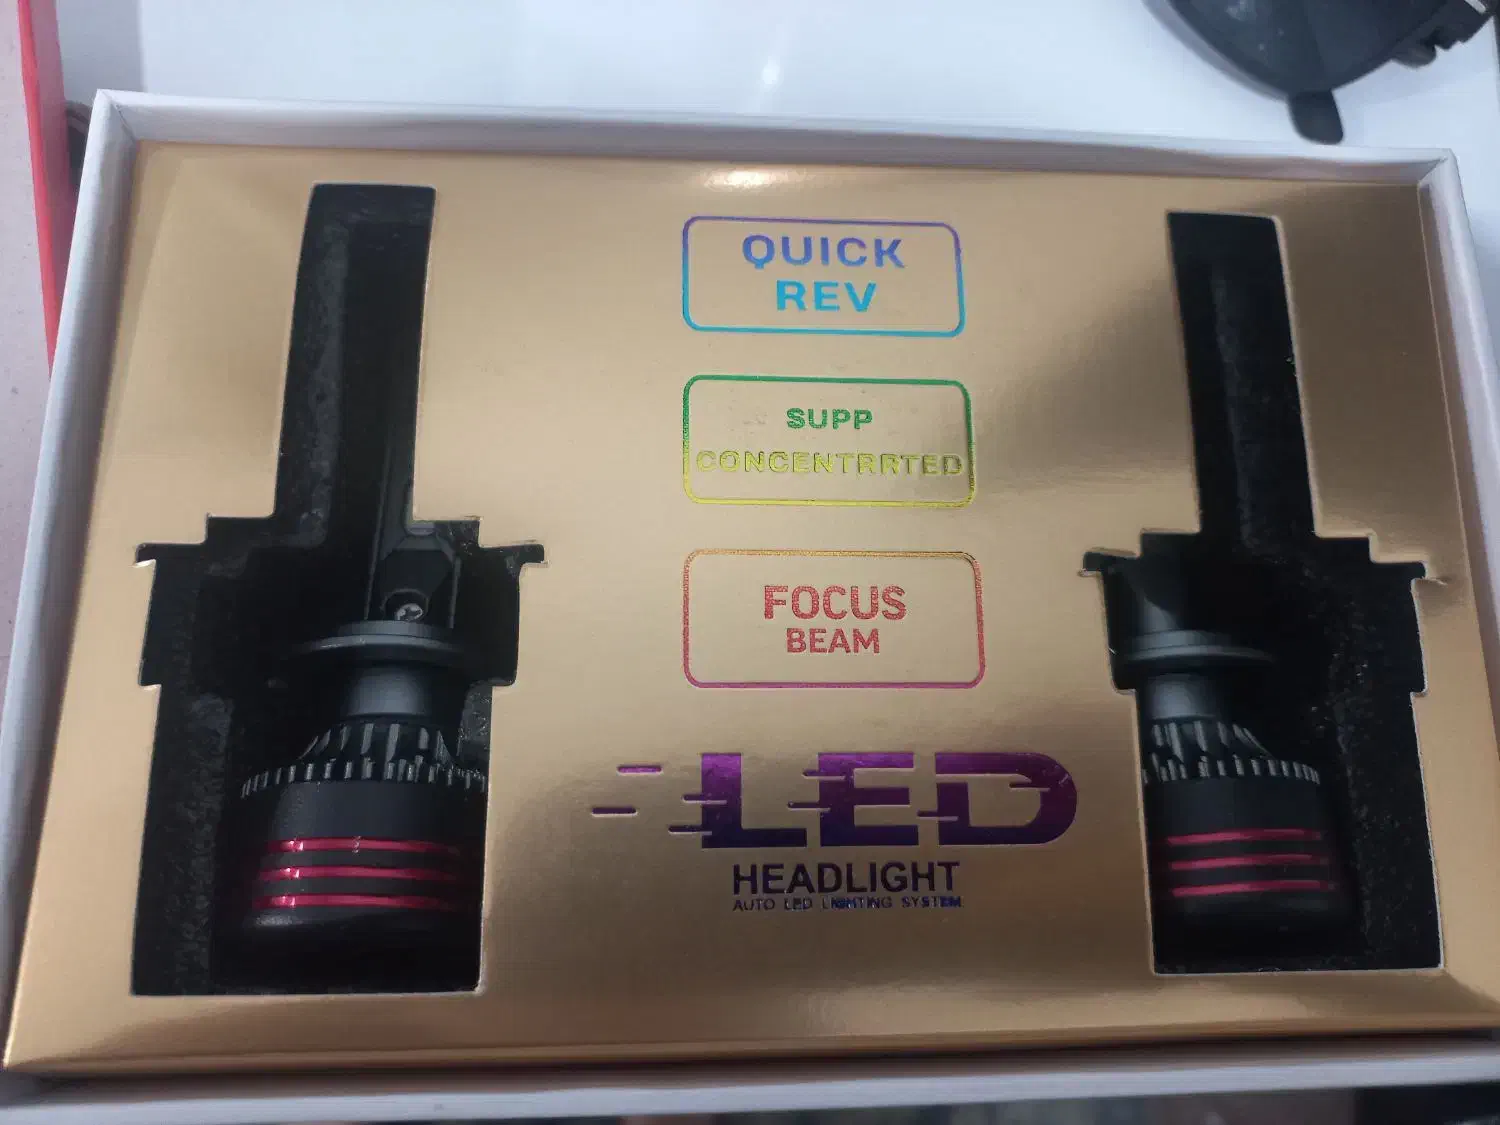 QUICK
REV
SUPP
CONCENTRRTED
FOCUS
BEAM
LED
HEADLIGHT
AUTO LED LIGHTING SYSTEM